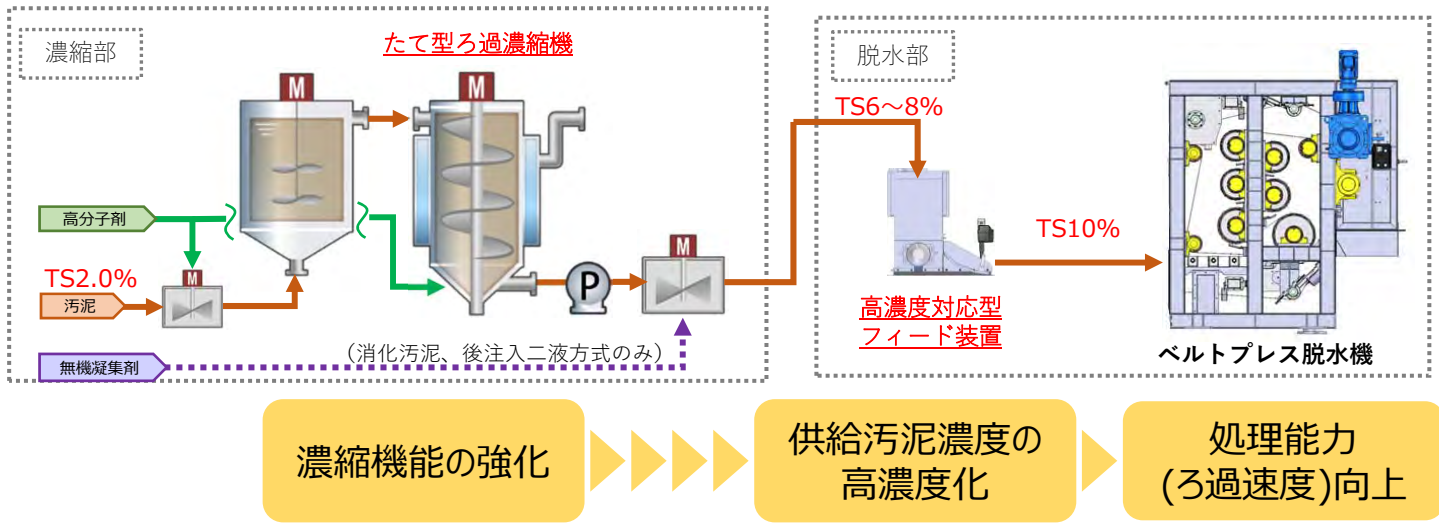 濃縮部
たて型ろ過濃縮機
M
M
高分子剤
M
TS2.0%
汚泥
P
M
(消化汚泥、後注入二液方式のみ)
無機凝集剤
脱水部
TS6～8%
TS10%
高濃度対応型
フィード装置
ベルトプレス脱水機
濃縮機能の強化
供給汚泥濃度の
高濃度化
処理能力
(ろ過速度)向上